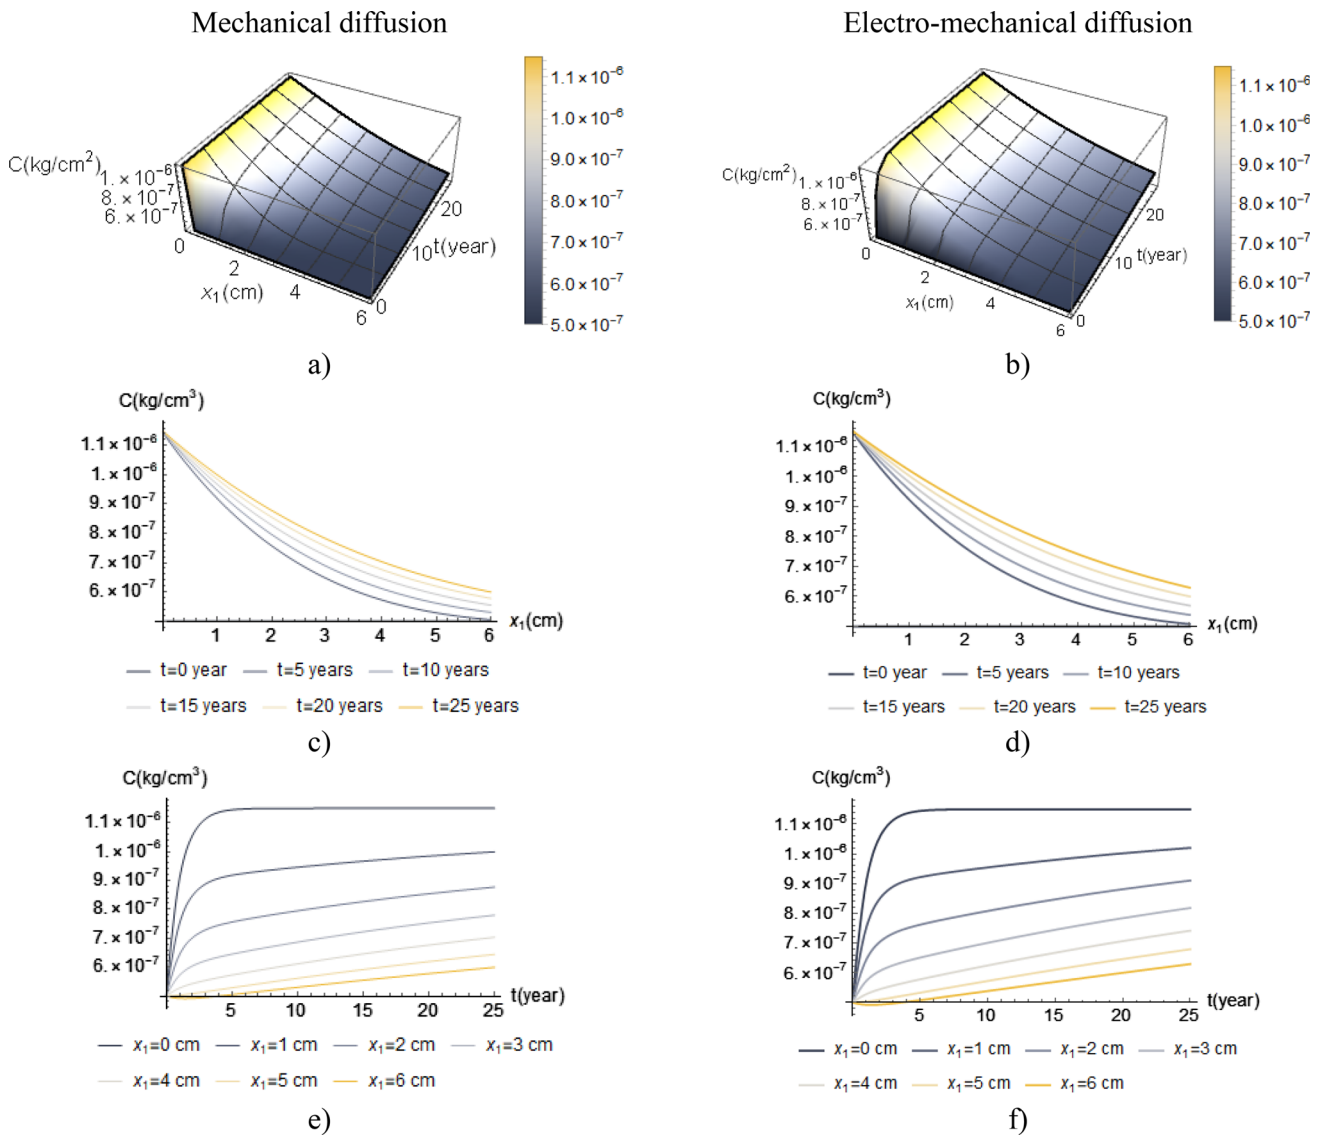 Mechanical diffusion
Electro-mechanical diffusion
C(kg/cm²)
1. × 10⁻⁶
8. × 10⁻⁷
6. × 10⁻⁷
0
2
4
6
x₁(cm)
0
10
20
t(year)
1.1 × 10⁻⁶
1.0 × 10⁻⁶
9.0 × 10⁻⁷
8.0 × 10⁻⁷
7.0 × 10⁻⁷
6.0 × 10⁻⁷
5.0 × 10⁻⁷
a)
C(kg/cm²)
1. × 10⁻⁶
8. × 10⁻⁷
6. × 10⁻⁷
0
2
4
6
x₁(cm)
0
10
20
t(year)
1.1 × 10⁻⁶
1.0 × 10⁻⁶
9.0 × 10⁻⁷
8.0 × 10⁻⁷
7.0 × 10⁻⁷
6.0 × 10⁻⁷
5.0 × 10⁻⁷
b)
C(kg/cm³)
1.1 × 10⁻⁶
1. × 10⁻⁶
9. × 10⁻⁷
8. × 10⁻⁷
7. × 10⁻⁷
6. × 10⁻⁷
1 2 3 4 5 6
x₁(cm)
t=0 year t=5 years t=10 years
t=15 years t=20 years t=25 years
c)
C(kg/cm³)
1.1 × 10⁻⁶
1. × 10⁻⁶
9. × 10⁻⁷
8. × 10⁻⁷
7. × 10⁻⁷
6. × 10⁻⁷
1 2 3 4 5 6
x₁(cm)
t=0 year t=5 years t=10 years
t=15 years t=20 years t=25 years
d)
C(kg/cm³)
1.1 × 10⁻⁶
1. × 10⁻⁶
9. × 10⁻⁷
8. × 10⁻⁷
7. × 10⁻⁷
6. × 10⁻⁷
5 10 15 20 25
t(year)
x₁=0 cm x₁=1 cm x₁=2 cm x₁=3 cm
x₁=4 cm x₁=5 cm x₁=6 cm
e)
C(kg/cm³)
1.1 × 10⁻⁶
1. × 10⁻⁶
9. × 10⁻⁷
8. × 10⁻⁷
7. × 10⁻⁷
6. × 10⁻⁷
5 10 15 20 25
t(year)
x₁=0 cm x₁=1 cm x₁=2 cm x₁=3 cm
x₁=4 cm x₁=5 cm x₁=6 cm
f)